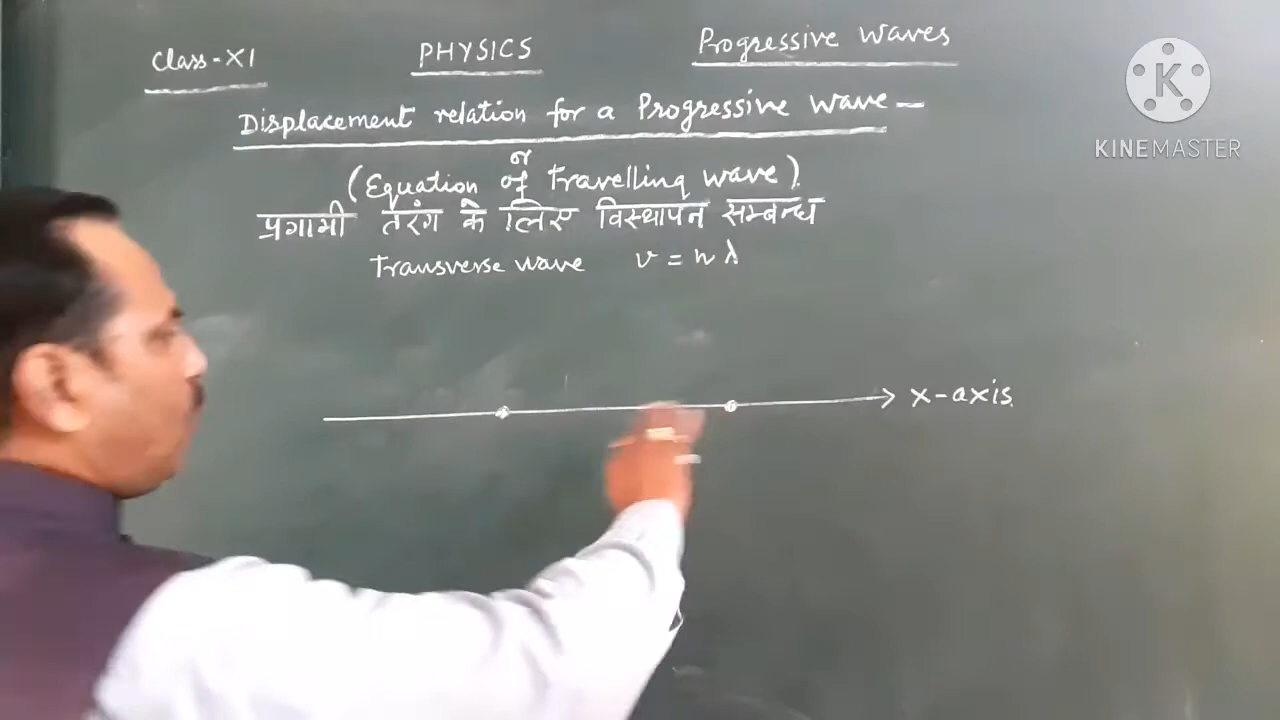 Class-XI PHYSICS Progressive Waves
Displacement relation for a Progressive Wave-
or
(Equation of Travelling wave).
प्रगामी तरंग के लिए विस्थापन सम्बन्ध
Transverse wave v = nλ
x-axis.
K
KINEMASTER